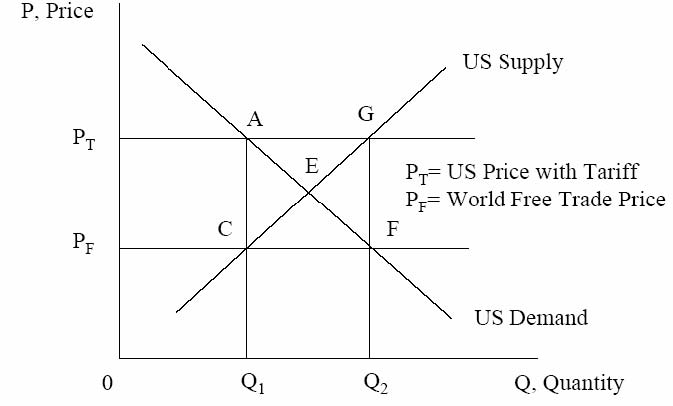 P, Price
US Supply
A
G
P_T
E
P_T= US Price with Tariff
P_F= World Free Trade Price
C
F
P_F
US Demand
0
Q_1
Q_2
Q, Quantity